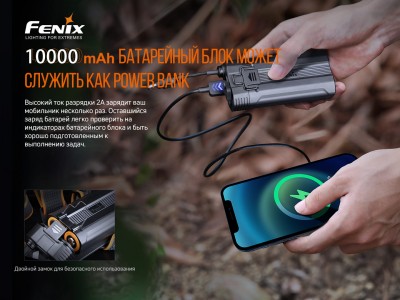 FENIX
LIGHTING FOR EXTREMES
10000 mAh БАТАРЕЙНЫЙ БЛОК МОЖЕТ
СЛУЖИТЬ КАК POWER BANK
Высокий ток разрядки 2А зарядит ваш
мобильник несколько раз. Оставшийся
заряд батарей легко проверить на
индикаторах батарейного блока и быть
хорошо подготовленным к
выполнению задач.
Двойной замок для безопасного использования